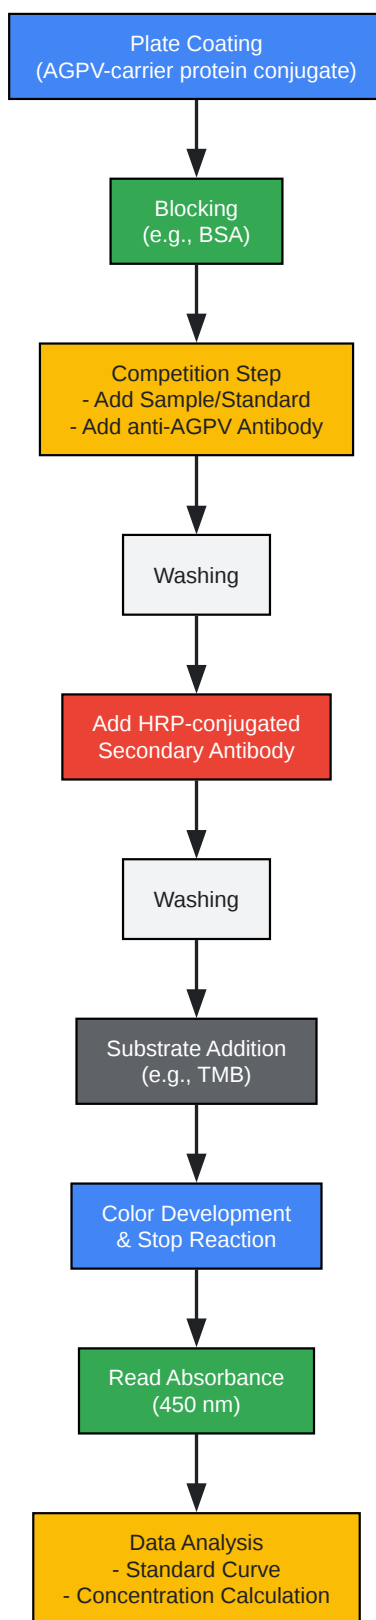 Plate Coating
(AGPV-carrier protein conjugate)
Blocking
(e.g., BSA)
Competition Step
- Add Sample/Standard
- Add anti-AGPV Antibody
Washing
Add HRP-conjugated
Secondary Antibody
Washing
Substrate Addition
(e.g., TMB)
Color Development
& Stop Reaction
Read Absorbance
(450 nm)
Data Analysis
- Standard Curve
- Concentration Calculation